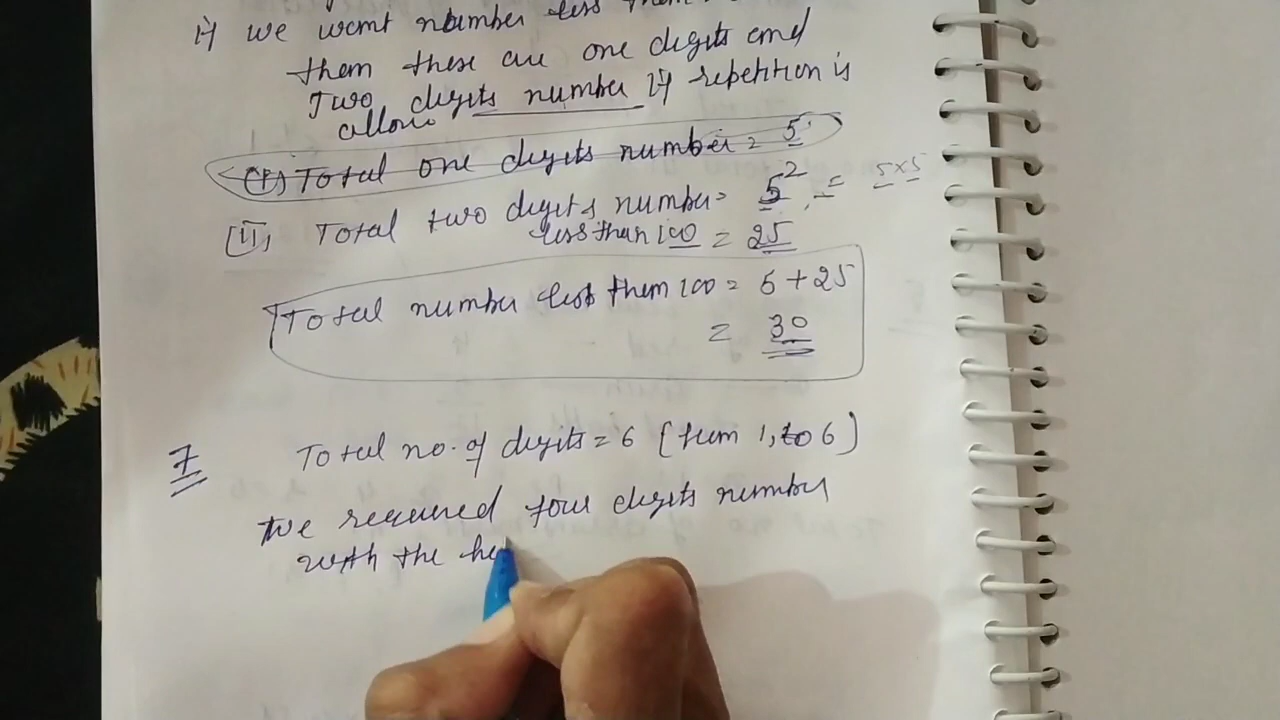 if we want number less them
them these are one digits and
Two digits number if repetition is
allow
(I) Total one digits number = 5
(II) Total two digits number = 5² = 5×5
less than 100 = 25
Total number less them 100 = 5+25
= 30
7 Total no. of digits = 6 [from 1, to 6)
We required four digits number
with the he